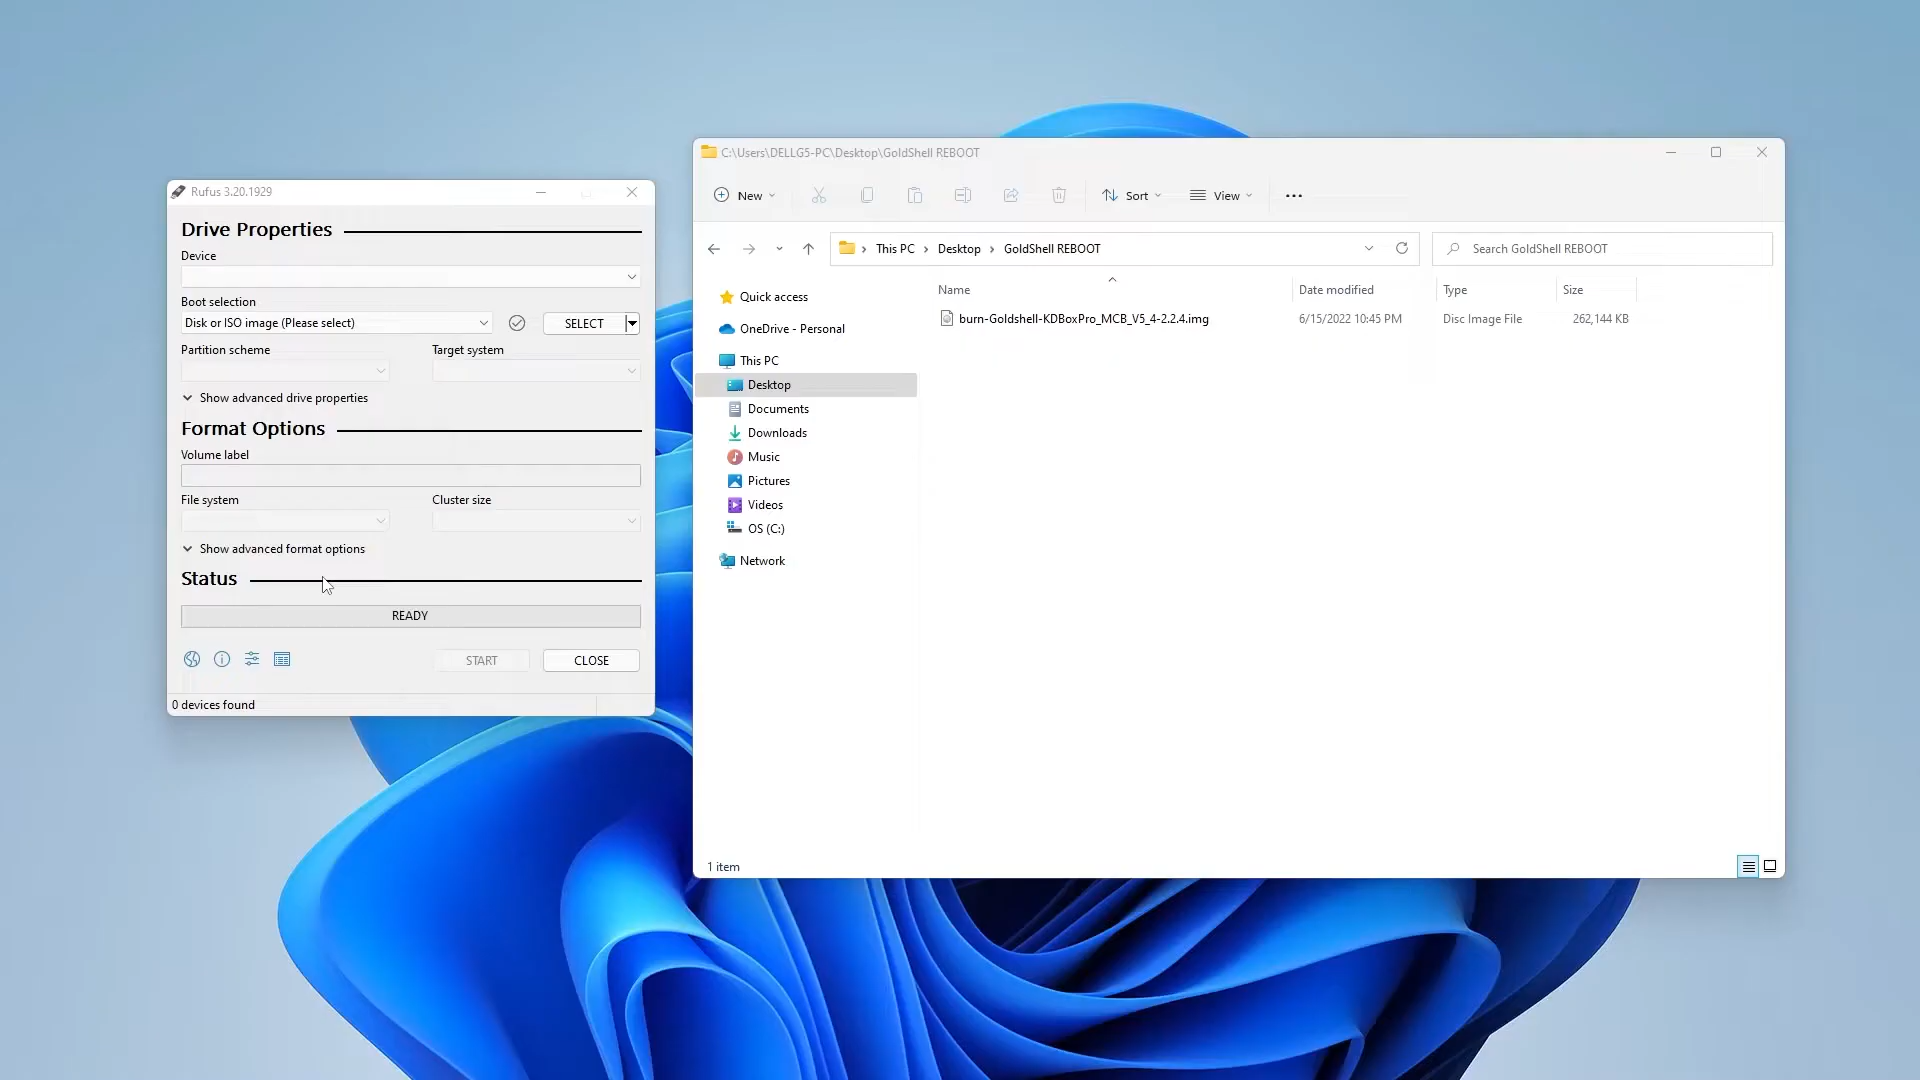 Rufus 3.20.1929
Drive Properties
Device
Boot selection
Disk or ISO image (Please select)
SELECT
Partition scheme
Target system
Show advanced drive properties
Format Options
Volume label
File system
Cluster size
Show advanced format options
Status
READY
START
CLOSE
0 devices found
C:\Users\DELLG5-PC\Desktop\GoldShell REBOOT
New
Sort
View
This PC
Desktop
GoldShell REBOOT
Search GoldShell REBOOT
Quick access
OneDrive - Personal
This PC
Desktop
Documents
Downloads
Music
Pictures
Videos
OS (C:)
Network
Name
Date modified
Type
Size
burn-Goldshell-KDBoxPro_MCB_V5_4-2.2.4.img
6/15/2022 10:45 PM
Disc Image File
262,144 KB
1 item